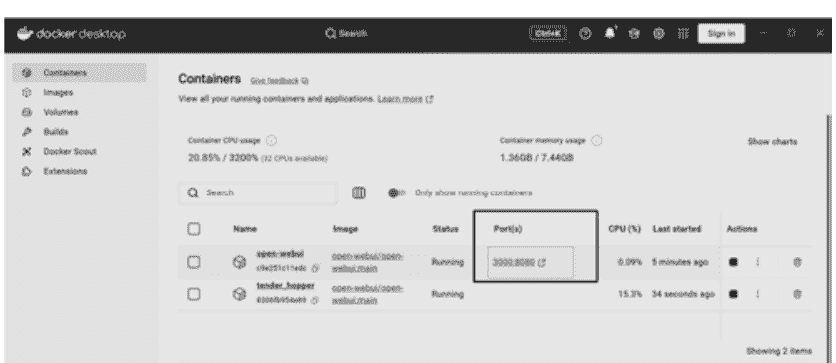 docker desktop Search Ctrl+K Sign in
Containers
Images
Volumes
Builds
Docker Scout
Extensions
Containers Give feedback
View all your running containers and applications. Learn more
Container CPU usage Container memory usage Show charts
20.85% / 3200% (32 CPUs available) 1.36GB / 7.44GB
Search Only show running containers
Name Image Status Port(s) CPU (%) Last started Actions
open-webui open-webui/open-webui:main Running 3000:8080 0.09% 5 minutes ago
tender_hopper open-webui/open-webui:main Running 15.3% 34 seconds ago
Showing 2 items